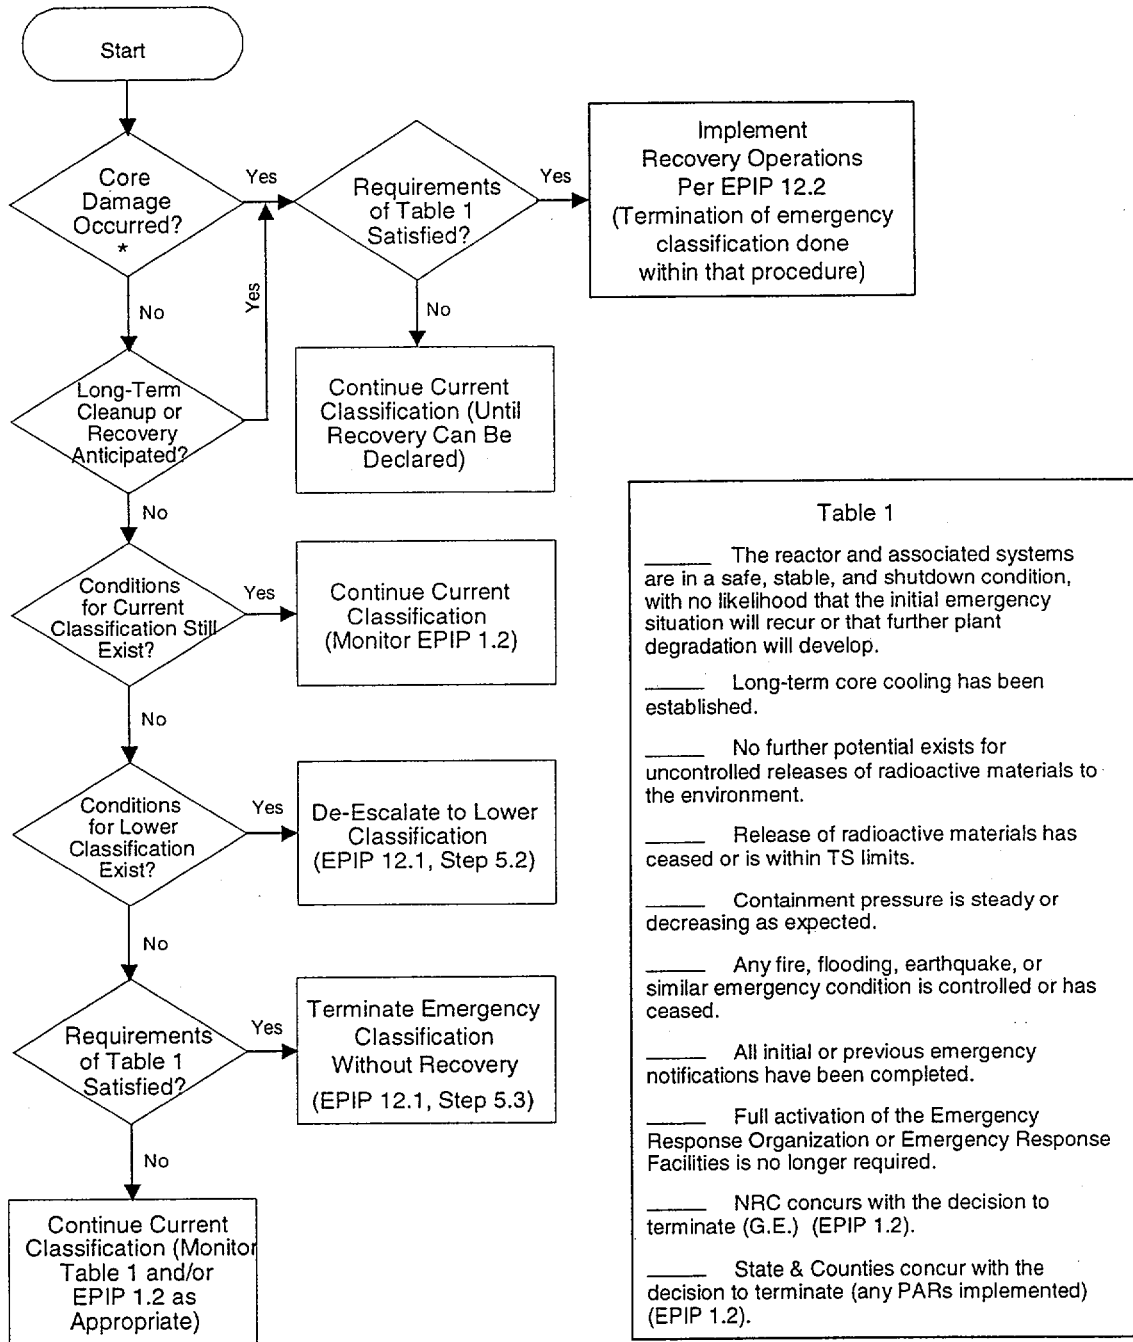 Start
Core
Damage
Occurred?
*
Yes
No
Requirements
of Table 1
Satisfied?
Yes
No
Implement
Recovery Operations
Per EPIP 12.2
(Termination of emergency
classification done
within that procedure)
Yes
Long-Term
Cleanup or
Recovery
Anticipated?
No
Continue Current
Classification (Until
Recovery Can Be
Declared)
Conditions
for Current
Classification Still
Exist?
Yes
No
Continue Current
Classification
(Monitor EPIP 1.2)
Conditions
for Lower
Classification
Exist?
Yes
No
De-Escalate to Lower
Classification
(EPIP 12.1, Step 5.2)
Requirements
of Table 1
Satisfied?
Yes
No
Terminate Emergency
Classification
Without Recovery
(EPIP 12.1, Step 5.3)
Continue Current
Classification (Monitor
Table 1 and/or
EPIP 1.2 as
Appropriate)
Table 1
_____ The reactor and associated systems
are in a safe, stable, and shutdown condition,
with no likelihood that the initial emergency
situation will recur or that further plant
degradation will develop.
_____ Long-term core cooling has been
established.
_____ No further potential exists for
uncontrolled releases of radioactive materials to
the environment.
_____ Release of radioactive materials has
ceased or is within TS limits.
_____ Containment pressure is steady or
decreasing as expected.
_____ Any fire, flooding, earthquake, or
similar emergency condition is controlled or has
ceased.
_____ All initial or previous emergency
notifications have been completed.
_____ Full activation of the Emergency
Response Organization or Emergency Response
Facilities is no longer required.
_____ NRC concurs with the decision to
terminate (G.E.) (EPIP 1.2).
_____ State & Counties concur with the
decision to terminate (any PARs implemented)
(EPIP 1.2).